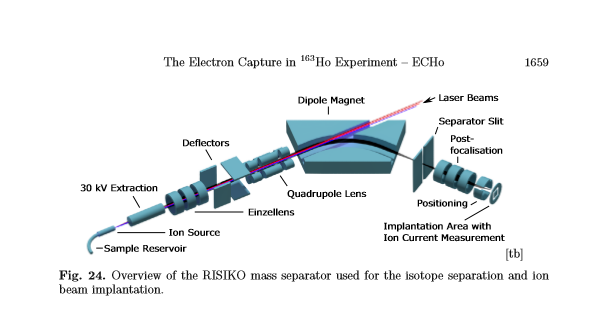 The Electron Capture in ¹⁶³Ho Experiment – ECHo 1659
Dipole Magnet
Laser Beams
Separator Slit
Post-
focalisation
Deflectors
30 kV Extraction
Quadrupole Lens
Positioning
Einzellens
Implantation Area with
Ion Current Measurement
Ion Source
Sample Reservoir
[tb]
Fig. 24. Overview of the RISIKO mass separator used for the isotope separation and ion
beam implantation.